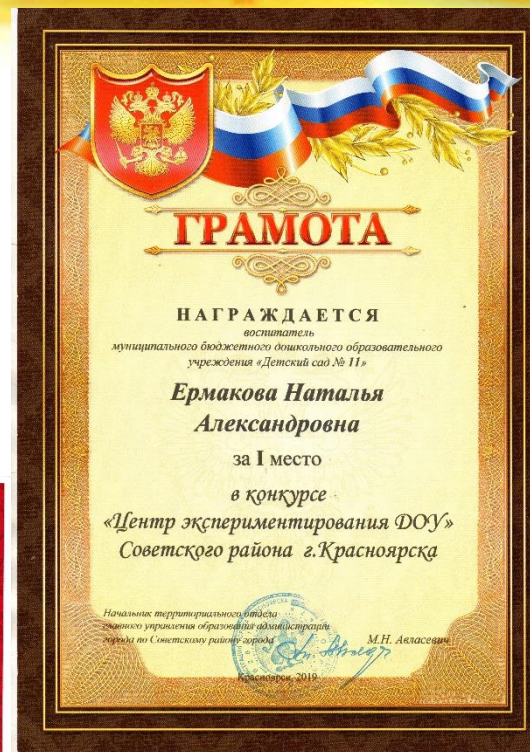 ГРАМОТА
НАГРАЖДАЕТСЯ
воспитатель
муниципального бюджетного дошкольного образовательного
учреждения «Детский сад № 11»
Ермакова Наталья
Александровна
за I место
в конкурсе
«Центр экспериментирования ДОУ»
Советского района г.Красноярска
Начальник территориального отдела
главного управления образования администрации
города по Советскому району города М.Н. Авласевич
Красноярск, 2019